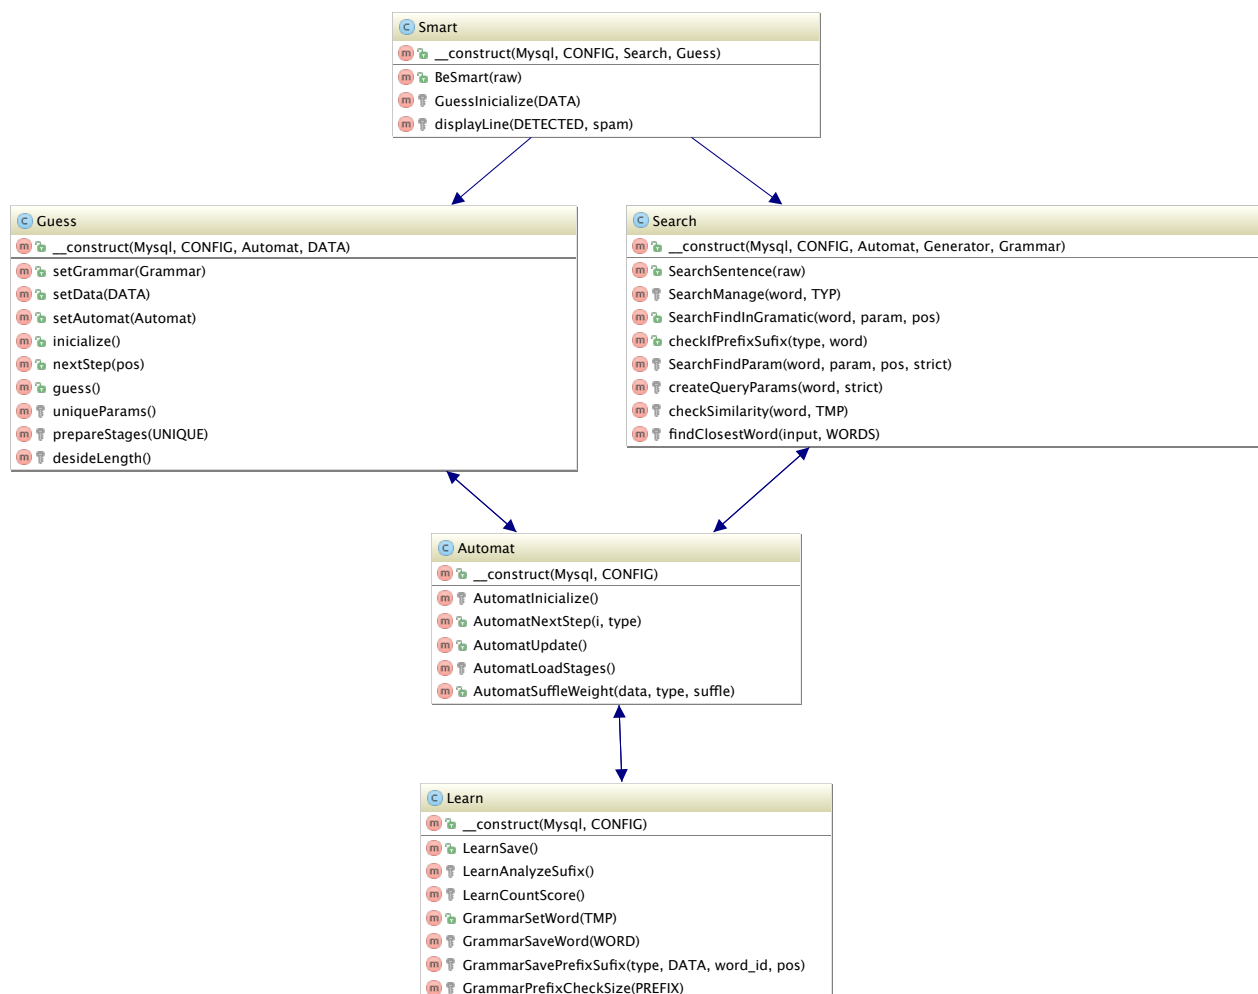 Smart
__construct(Mysql, CONFIG, Search, Guess)
BeSmart(raw)
GuessInicialize(DATA)
displayLine(DETECTED, spam)
Guess
__construct(Mysql, CONFIG, Automat, DATA)
setGrammar(Grammar)
setData(DATA)
setAutomat(Automat)
inicialize()
nextStep(pos)
guess()
uniqueParams()
prepareStages(UNIQUE)
desideLength()
Search
__construct(Mysql, CONFIG, Automat, Generator, Grammar)
SearchSentence(raw)
SearchManage(word, TYP)
SearchFindInGramatic(word, param, pos)
checkIfPrefixSufix(type, word)
SearchFindParam(word, param, pos, strict)
createQueryParams(word, strict)
checkSimilarity(word, TMP)
findClosestWord(input, WORDS)
Automat
__construct(Mysql, CONFIG)
AutomatInicialize()
AutomatNextStep(i, type)
AutomatUpdate()
AutomatLoadStages()
AutomatSuffleWeight(data, type, suffle)
Learn
__construct(Mysql, CONFIG)
LearnSave()
LearnAnalyzeSufix()
LearnCountScore()
GrammarSetWord(TMP)
GrammarSaveWord(WORD)
GrammarSavePrefixSufix(type, DATA, word_id, pos)
GrammarPrefixCheckSize(PREFIX)